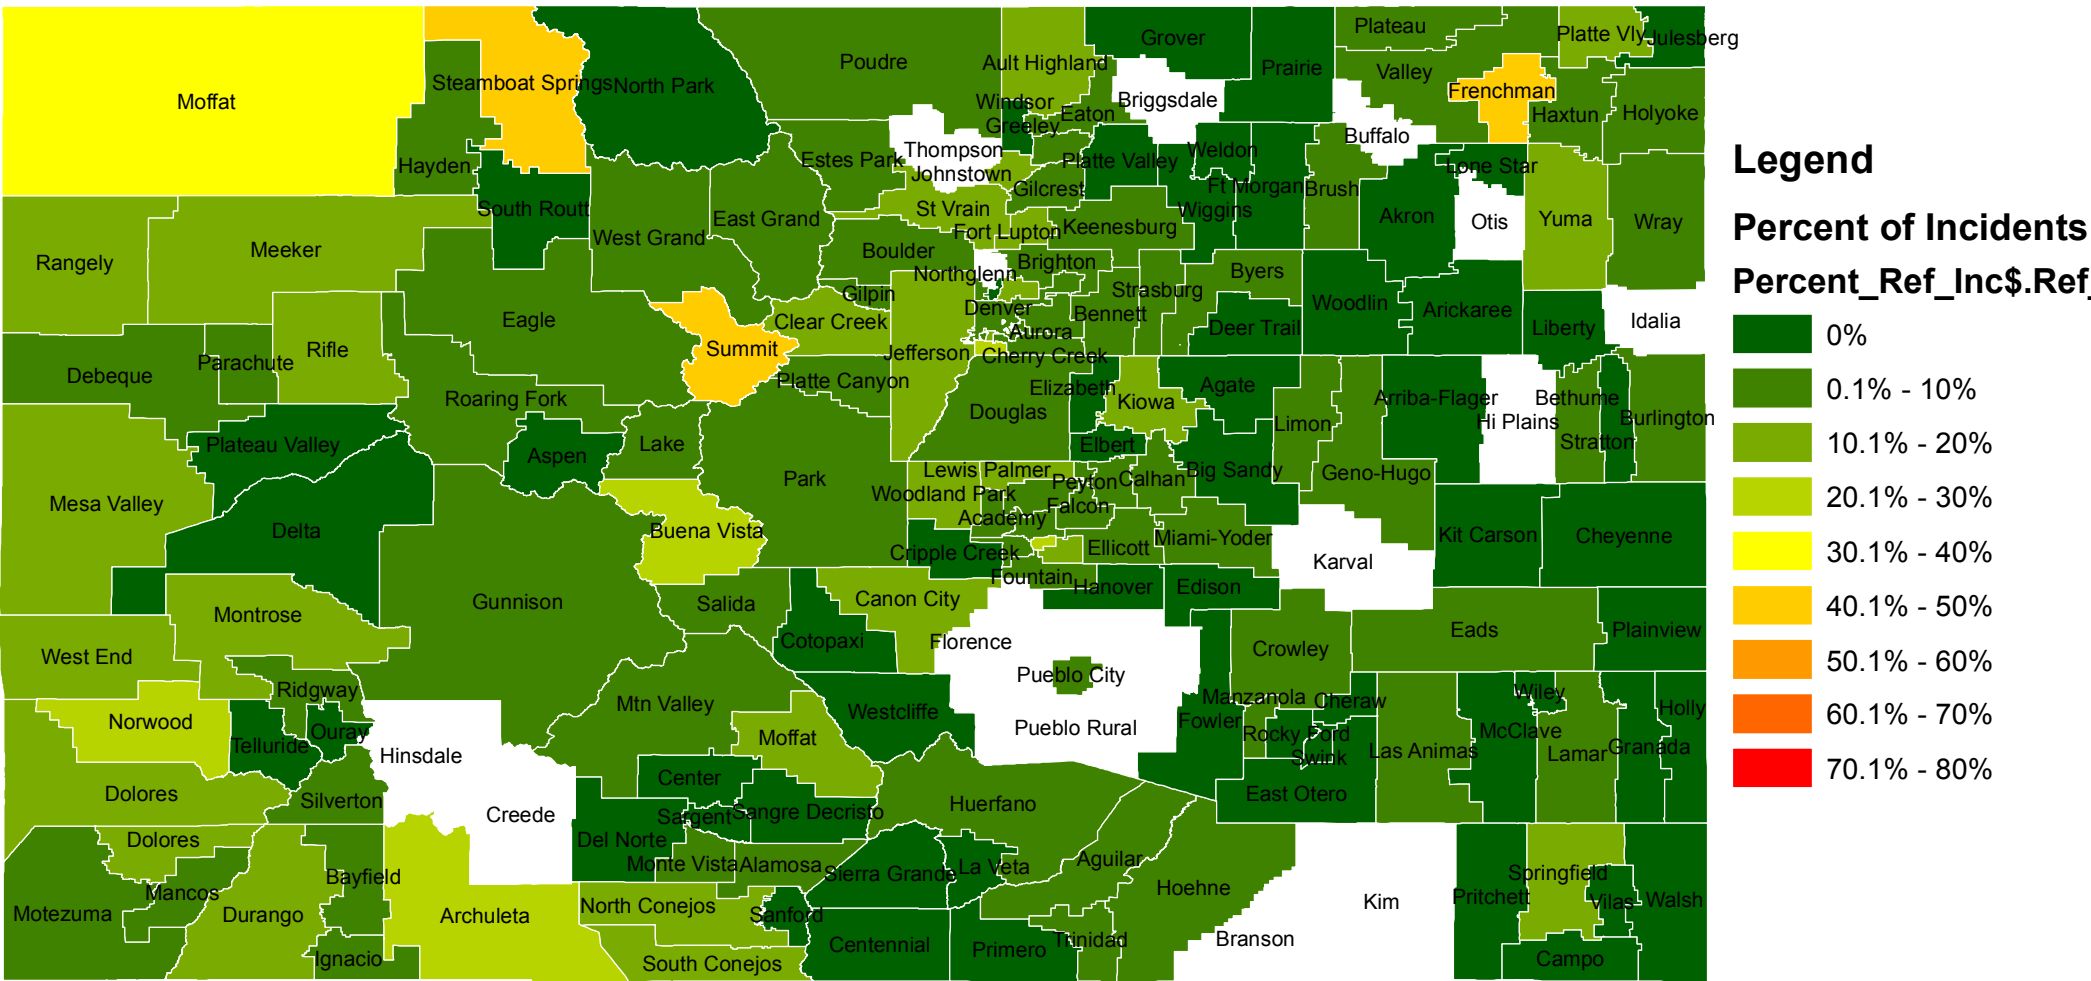 Moffat
Steamboat Springs
North Park
Poudre
Ault Highland
Grover
Prairie
Plateau
Platte Vly
Julesberg
Valley
Frenchman
Briggsdale
Windsor
Eaton
Greeley
Haxtun
Holyoke
Buffalo
Hayden
Estes Park
Thompson
Johnstown
Platte Valley
Weldon
Lone Star
Gilcrest
Ft Morgan
Brush
South Routt
East Grand
St Vrain
Wiggins
Akron
Otis
Yuma
Wray
West Grand
Fort Lupton
Keenesburg
Rangely
Meeker
Boulder
Northglenn
Brighton
Byers
Strasburg
Gilpin
Woodlin
Eagle
Clear Creek
Denver
Bennett
Arickaree
Idalia
Aurora
Deer Trail
Liberty
Parachute
Rifle
Summit
Jefferson
Cherry Creek
Debeque
Platte Canyon
Elizabeth
Agate
Roaring Fork
Kiowa
Arriba-Flager
Bethume
Douglas
Limon
Hi Plains
Burlington
Plateau Valley
Aspen
Lake
Elbert
Stratton
Mesa Valley
Park
Lewis Palmer
Big Sandy
Geno-Hugo
Woodland Park
Peyton
Calhan
Falcon
Academy
Delta
Buena Vista
Cripple Creek
Ellicott
Miami-Yoder
Karval
Kit Carson
Cheyenne
Fountain
Hanover
Edison
Montrose
Gunnison
Salida
Canon City
Cotopaxi
Florence
Crowley
Eads
Plainview
West End
Pueblo City
Ridgway
Mtn Valley
Manzanola
Cheraw
Wiley
Norwood
Telluride
Ouray
Moffat
Westcliffe
Pueblo Rural
Fowler
Rocky Ford
Swink
Las Animas
McClave
Lamar
Granada
Holly
Hinsdale
Center
Dolores
Silverton
Creede
Sargent
Sangre Decristo
Huerfano
East Otero
Dolores
Del Norte
Monte Vista
Alamosa
Sierra Grande
La Veta
Aguilar
Bayfield
Mancos
Hoehne
Springfield
Motezuma
Durango
Archuleta
North Conejos
Sanford
Kim
Pritchett
Vilas
Walsh
Centennial
Primero
Trinidad
Branson
Ignacio
South Conejos
Campo
Legend
Percent of Incidents
Percent_Ref_Inc$.Ref_
0%
0.1% - 10%
10.1% - 20%
20.1% - 30%
30.1% - 40%
40.1% - 50%
50.1% - 60%
60.1% - 70%
70.1% - 80%